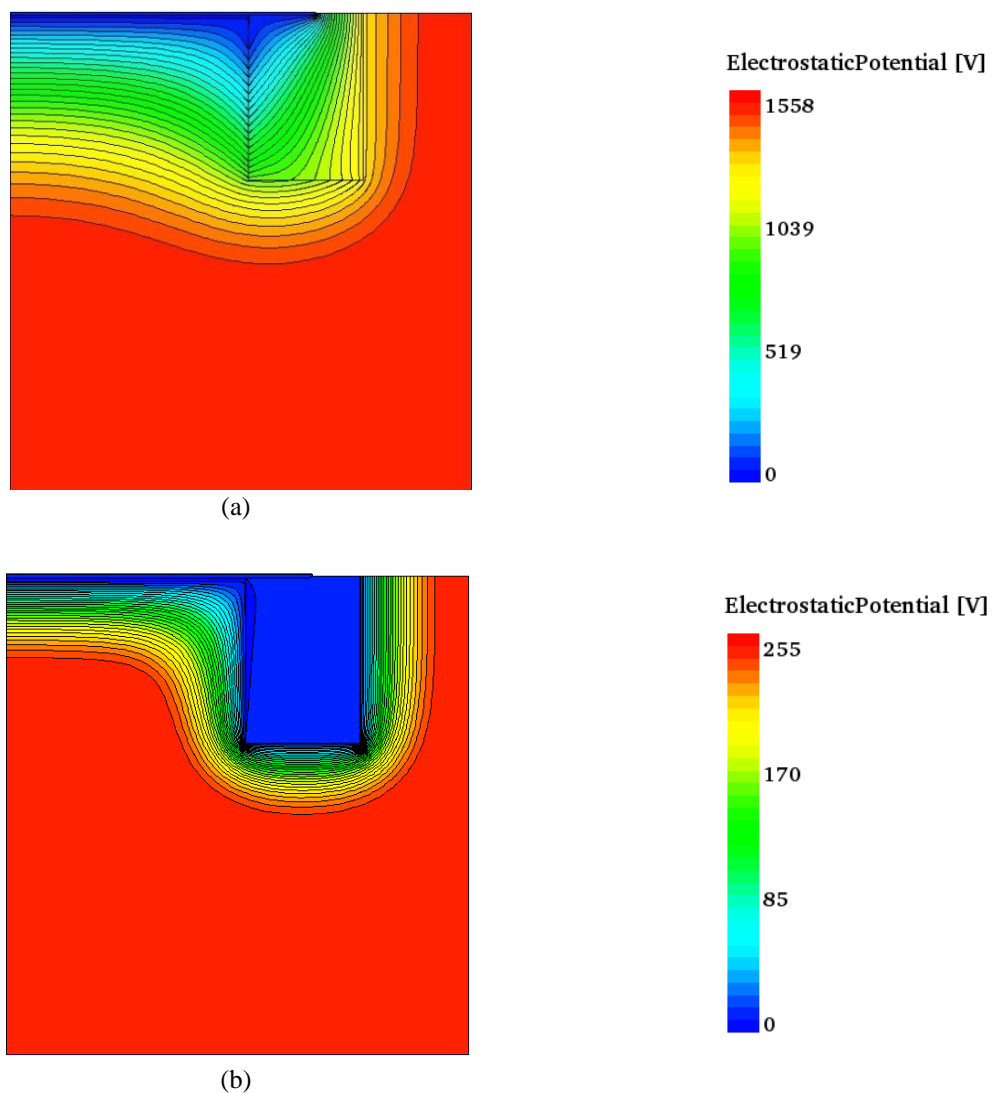 ElectrostaticPotential [V]
1558
1039
519
0
(a)
ElectrostaticPotential [V]
255
170
85
0
(b)